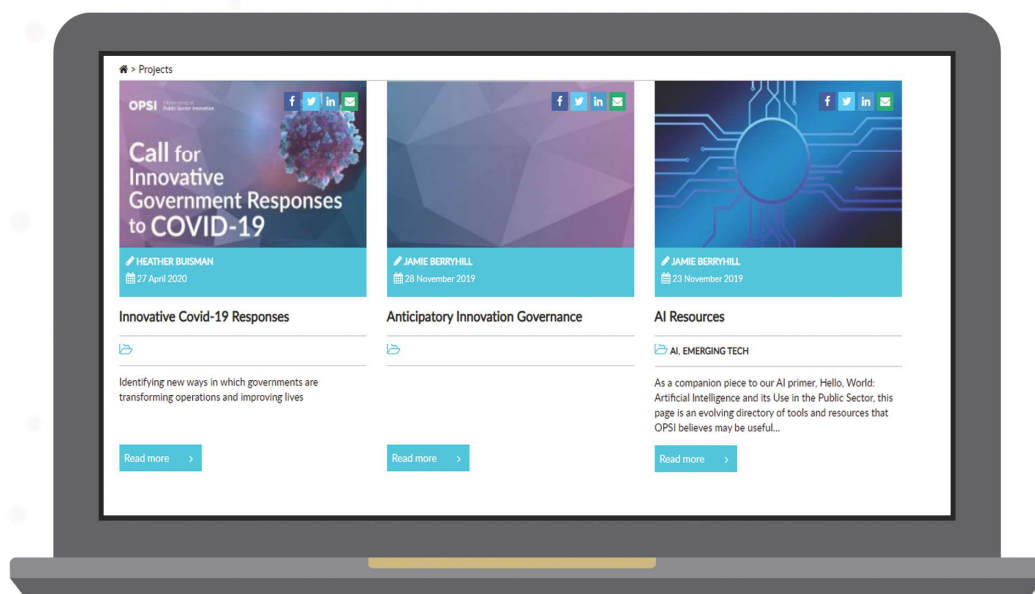 > Projects
OPSI Observatory of Public Sector Innovation
Call for
Innovative
Government Responses
to COVID-19
HEATHER BUISMAN
27 April 2020
Innovative Covid-19 Responses
Identifying new ways in which governments are
transforming operations and improving lives
Read more >
JAMIE BERRYHILL
28 November 2019
Anticipatory Innovation Governance
Read more >
JAMIE BERRYHILL
23 November 2019
AI Resources
AI, EMERGING TECH
As a companion piece to our AI primer, Hello, World:
Artificial Intelligence and its Use in the Public Sector, this
page is an evolving directory of tools and resources that
OPSI believes may be useful...
Read more >